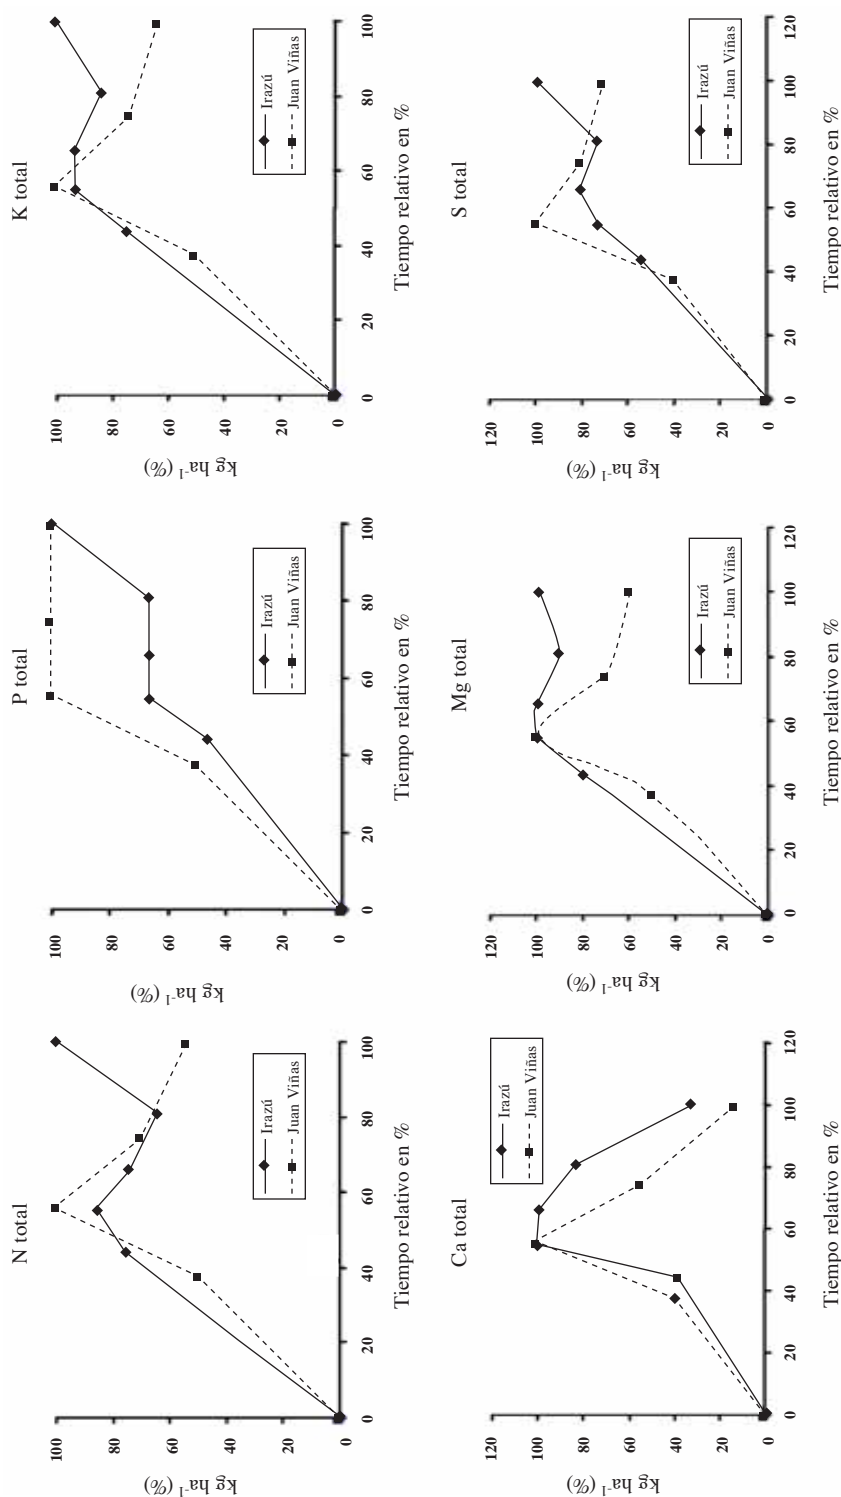 N total
kg ha-1 (%)
100
80
60
40
20
0
0 20 40 60 80 100
Tiempo relativo en %
Irazú
Juan Viñas
P total
kg ha-1 (%)
100
80
60
40
20
0
0 20 40 60 80 100
Tiempo relativo en %
Irazú
Juan Viñas
K total
kg ha-1 (%)
100
80
60
40
20
0
0 20 40 60 80 100
Tiempo relativo en %
Irazú
Juan Viñas
Ca total
kg ha-1 (%)
120
100
80
60
40
20
0
0 20 40 60 80 100 120
Tiempo relativo en %
Irazú
Juan Viñas
Mg total
kg ha-1 (%)
120
100
80
60
40
20
0
0 20 40 60 80 100 120
Tiempo relativo en %
Irazú
Juan Viñas
S total
kg ha-1 (%)
120
100
80
60
40
20
0
0 20 40 60 80 100 120
Tiempo relativo en %
Irazú
Juan Viñas